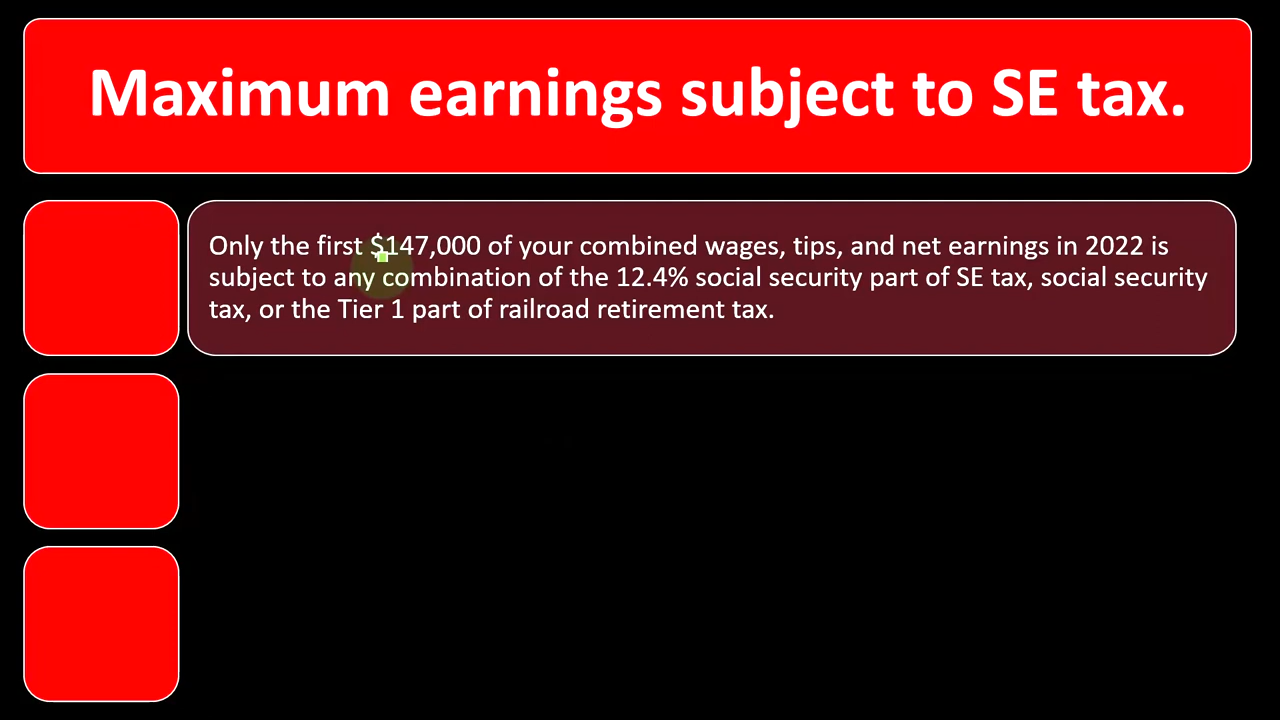 Maximum earnings subject to SE tax.
Only the first $147,000 of your combined wages, tips, and net earnings in 2022 is
subject to any combination of the 12.4% social security part of SE tax, social security
tax, or the Tier 1 part of railroad retirement tax.